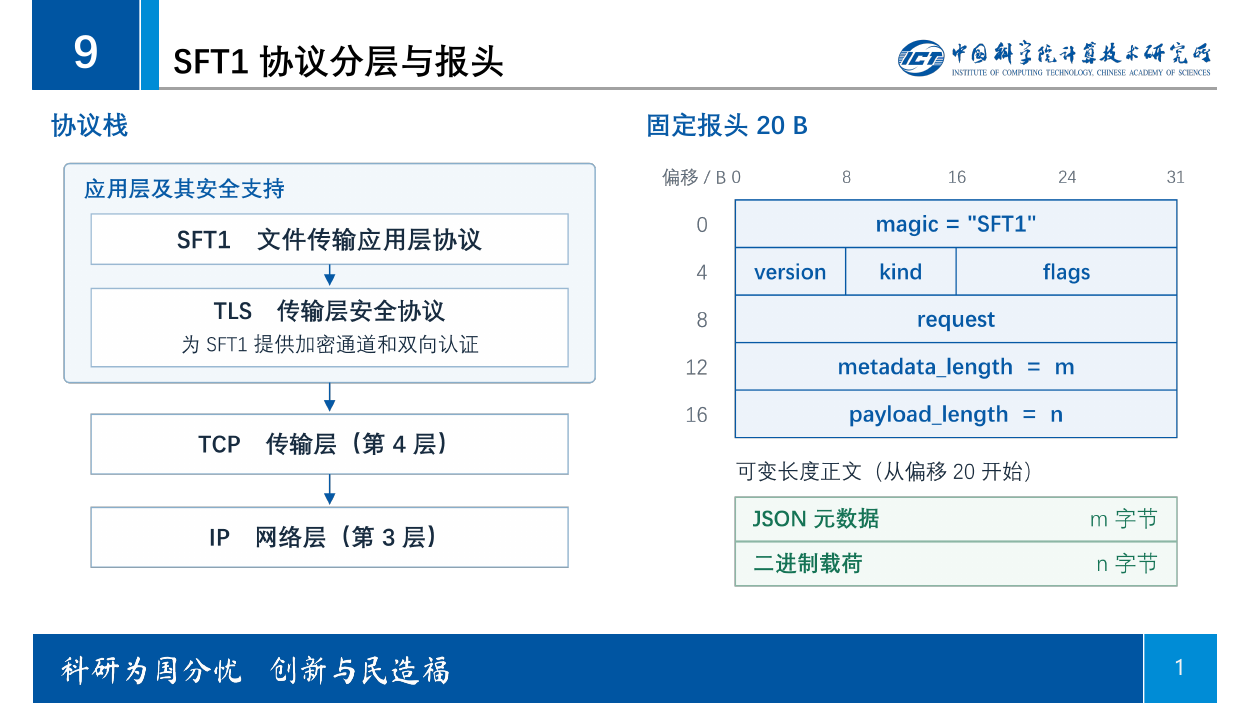 9
SFT1 协议分层与报头
ICT 中国科学院计算技术研究所
INSTITUTE OF COMPUTING TECHNOLOGY, CHINESE ACADEMY OF SCIENCES
协议栈
应用层及其安全支持
SFT1 文件传输应用层协议
TLS 传输层安全协议
为 SFT1 提供加密通道和双向认证
TCP 传输层（第 4 层）
IP 网络层（第 3 层）
固定报头 20 B
偏移 / B 0 8 16 24 31
0 magic = "SFT1"
4 version kind flags
8 request
12 metadata_length = m
16 payload_length = n
可变长度正文（从偏移 20 开始）
JSON 元数据 m 字节
二进制载荷 n 字节
科研为国分忧 创新与民造福
1